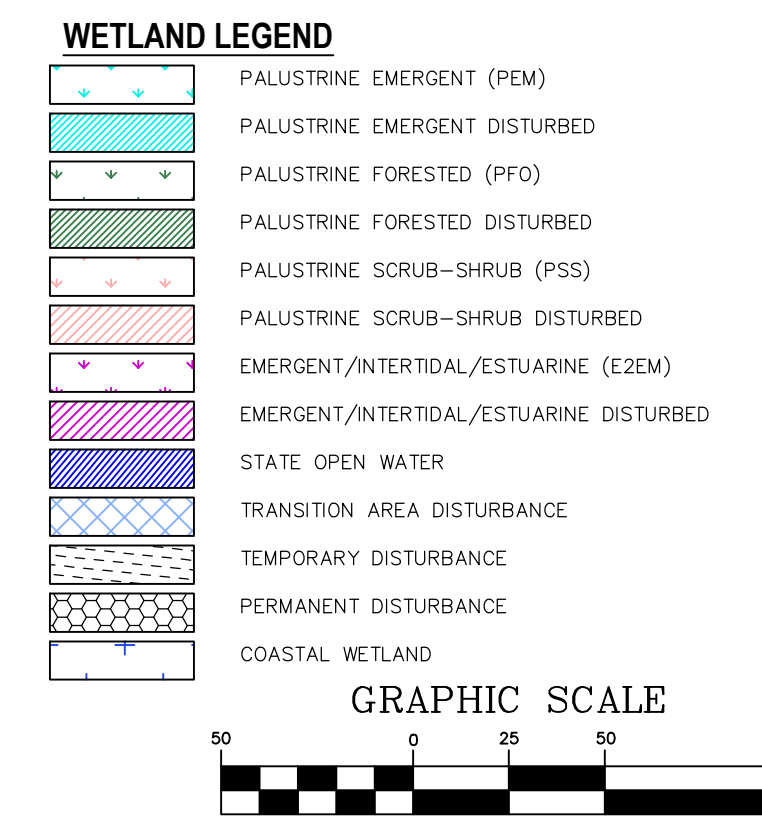 WETLAND LEGEND
PALUSTRINE EMERGENT (PEM)
PALUSTRINE EMERGENT DISTURBED
PALUSTRINE FORESTED (PFO)
PALUSTRINE FORESTED DISTURBED
PALUSTRINE SCRUB-SHRUB (PSS)
PALUSTRINE SCRUB-SHRUB DISTURBED
EMERGENT/INTERTIDAL/ESTUARINE (E2EM)
EMERGENT/INTERTIDAL/ESTUARINE DISTURBED
STATE OPEN WATER
TRANSITION AREA DISTURBANCE
TEMPORARY DISTURBANCE
PERMANENT DISTURBANCE
COASTAL WETLAND
GRAPHIC SCALE
50 0 25 50